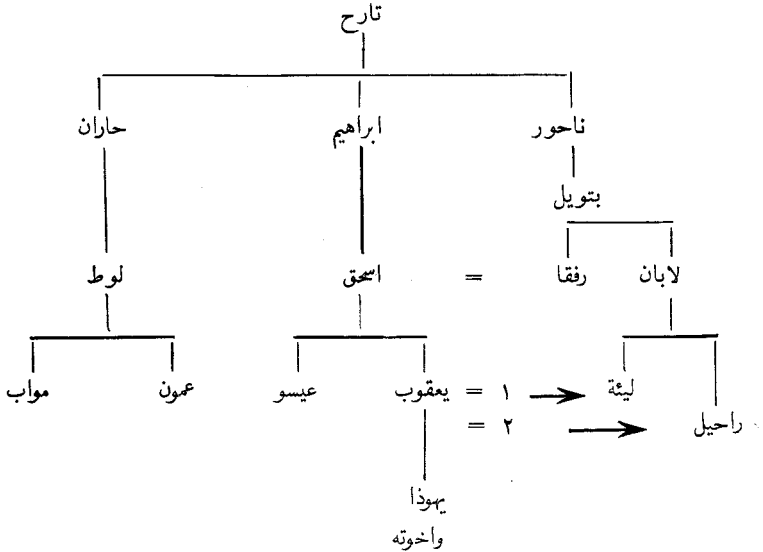 تارح
ناحور ابراهيم حاران
بتويل
لابان رفقا = اسحق لوط
ليئة ١ = يعقوب عيسو عمون مواب
راحيل ٢ =
يهوذا
واخوته